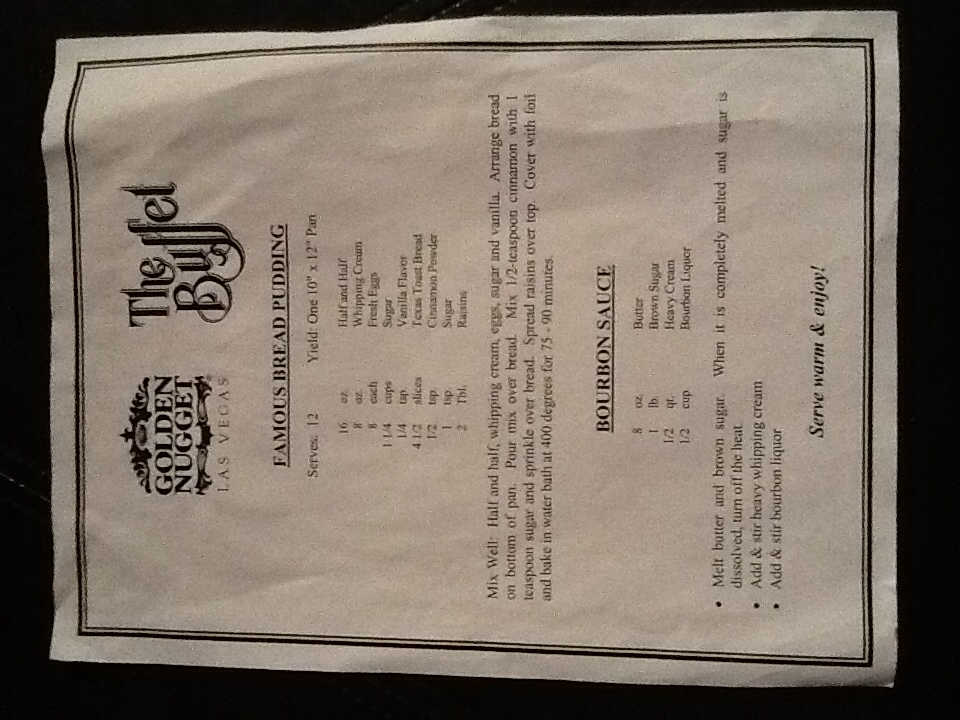 GOLDEN
NUGGET
LAS VEGAS
The
Buffet
FAMOUS BREAD PUDDING
Serves: 12 Yield: One 10" x 12" Pan
16 oz. Half and Half
8 oz. Whipping Cream
8 each Fresh Eggs
1 1/4 cups Sugar
1/4 tsp. Vanilla Flavor
4 1/2 slices Texas Toast Bread
1/2 tsp. Cinnamon Powder
1 tsp. Sugar
2 Tbl. Raisins
Mix Well: Half and half, whipping cream, eggs, sugar and vanilla. Arrange bread
on bottom of pan. Pour mix over bread. Mix 1/2-teaspoon cinnamon with 1
teaspoon sugar and sprinkle over bread. Spread raisins over top. Cover with foil
and bake in water bath at 400 degrees for 75 - 90 minutes.
BOURBON SAUCE
8 oz. Butter
1 lb. Brown Sugar
1/2 qt. Heavy Cream
1/2 cup Bourbon Liquor
• Melt butter and brown sugar. When it is completely melted and sugar is
dissolved, turn off the heat.
• Add & stir heavy whipping cream
• Add & stir bourbon liquor
Serve warm & enjoy!